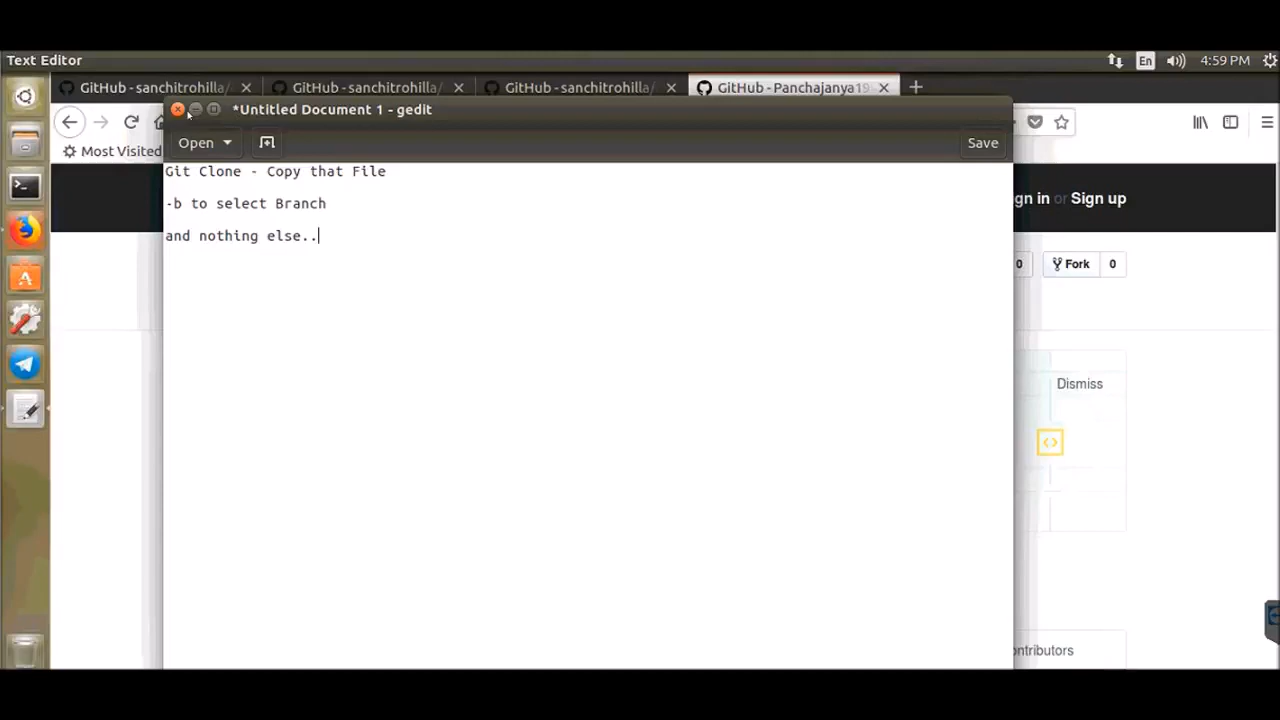 Text Editor
En
4:59 PM
GitHub - sanchitrohilla/
GitHub - sanchitrohilla/
GitHub - sanchitrohilla/
GitHub - Panchajanya19
*Untitled Document 1 - gedit
Open
Save
Most Visited
Git Clone - Copy that File
-b to select Branch
and nothing else..
gn in or Sign up
0
Fork
0
Dismiss
ontributors